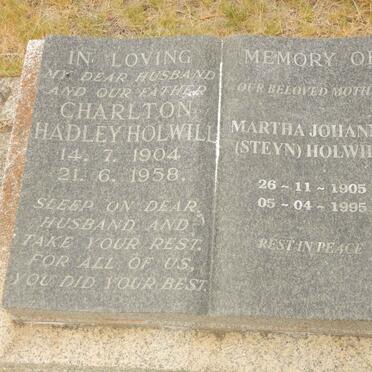 IN LOVING
MY DEAR HUSBAND
AND OUR FATHER
CHARLTON
HADLEY HOLWILL
14. 7. 1904
21. 6. 1958.
SLEEP ON DEAR
HUSBAND AND
TAKE YOUR REST,
FOR ALL OF US,
YOU DID YOUR BEST.
MEMORY OF
OUR BELOVED MOTH
MARTHA JOHANN
(STEYN) HOLWIL
26 - 11 - 1905
05 - 04 - 1995
REST IN PEACE